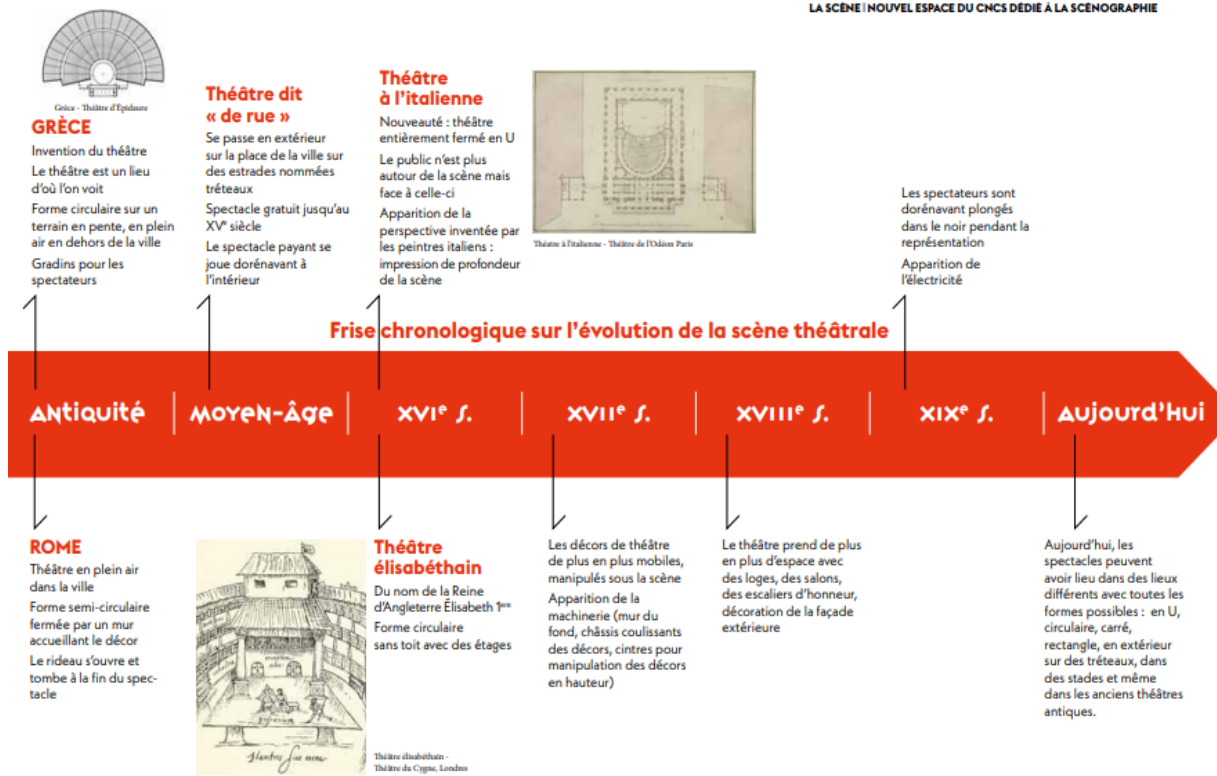 LA SCÈNE | NOUVEL ESPACE DU CNCS DÉDIÉ À LA SCÉNOGRAPHIE
Grèce - Théâtre d'Épidaure
GRÈCE
Invention du théâtre
Le théâtre est un lieu
d'où l'on voit
Forme circulaire sur un
terrain en pente, en plein
air en dehors de la ville
Gradins pour les
spectateurs
Théâtre dit
« de rue »
Se passe en extérieur
sur la place de la ville sur
des estrades nommées
tréteaux
Spectacle gratuit jusqu'au
XVe siècle
Le spectacle payant se
joue dorénavant à
l'intérieur
Théâtre
à l'italienne
Nouveauté : théâtre
entièrement fermé en U
Le public n'est plus
autour de la scène mais
face à celle-ci
Apparition de la
perspective inventée par
les peintres italiens :
impression de profondeur
de la scène
Théatre à l'italienne - Théâtre de l'Odéon Paris
Les spectateurs sont
dorénavant plongés
dans le noir pendant la
représentation
Apparition de
l'électricité
Frise chronologique sur l'évolution de la scène théâtrale
Antiquité
Moyen-Âge
XVIe s.
XVIIe s.
XVIIIe s.
XIXe s.
Aujourd'hui
ROME
Théâtre en plein air
dans la ville
Forme semi-circulaire
fermée par un mur
accueillant le décor
Le rideau s'ouvre et
tombe à la fin du spec-
tacle
Théâtre
élisabéthain
Du nom de la Reine
d'Angleterre Élisabeth 1ère
Forme circulaire
sans toit avec des étages
Théâtre élisabéthain -
Théâtre du Cygne, Londres
Les décors de théâtre
de plus en plus mobiles,
manipulés sous la scène
Apparition de la
machinerie (mur du
fond, châssis coulissants
des décors, cintres pour
manipulation des décors
en hauteur)
Le théâtre prend de plus
en plus d'espace avec
des loges, des salons,
des escaliers d'honneur,
décoration de la façade
extérieure
Aujourd'hui, les
spectacles peuvent
avoir lieu dans des lieux
différents avec toutes les
formes possibles : en U,
circulaire, carré,
rectangle, en extérieur
sur des tréteaux, dans
des stades et même
dans les anciens théâtres
antiques.